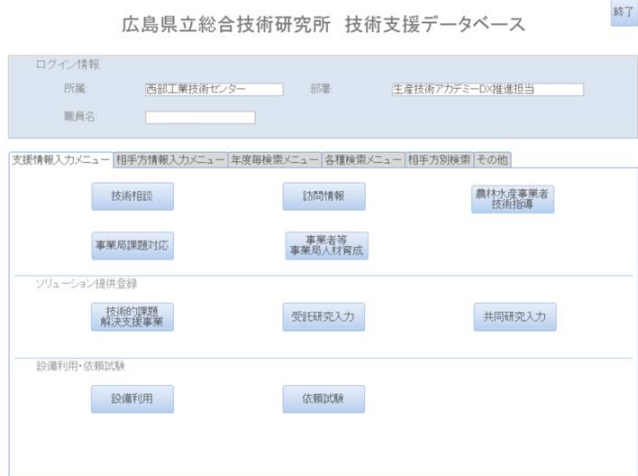 広島県立総合技術研究所 技術支援データベース
終了
ログイン情報
所属 西部工業技術センター 部署 生産技術アカデミーDX推進担当
職員名
支援情報入力メニュー 相手方情報入力メニュー 年度毎検索メニュー 各種検索メニュー 相手方別検索 その他
技術相談 訪問情報 農林水産事業者
技術指導
事業局課題対応 事業者等
事業局人材育成
ソリューション提供登録
技術的課題
解決支援事業 受託研究入力 共同研究入力
設備利用・依頼試験
設備利用 依頼試験